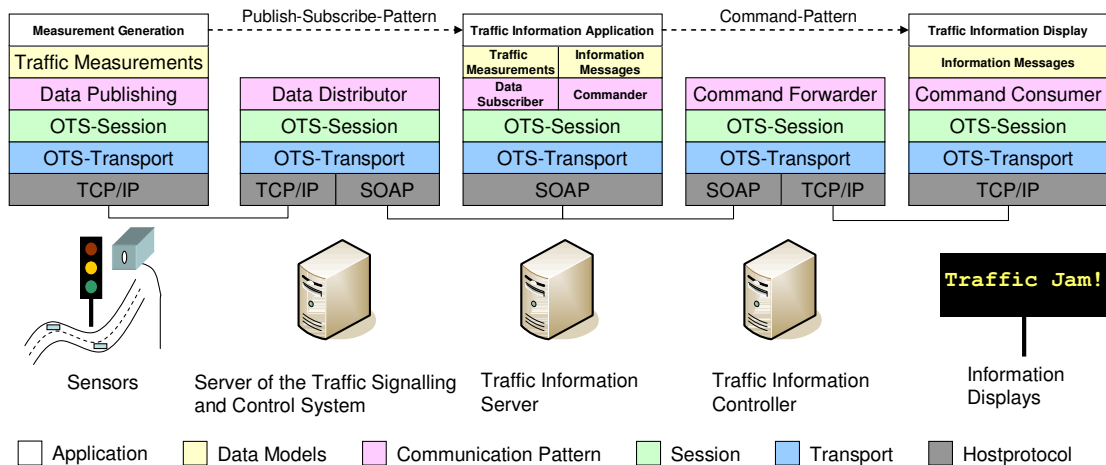 Publish-Subscribe-Pattern
Command-Pattern
Measurement Generation
Traffic Information Application
Traffic Information Display
Traffic Measurements
Traffic
Measurements
Information
Messages
Information Messages
Data Publishing
Data Distributor
Data
Subscriber
Commander
Command Forwarder
Command Consumer
OTS-Session
OTS-Session
OTS-Session
OTS-Session
OTS-Session
OTS-Transport
OTS-Transport
OTS-Transport
OTS-Transport
OTS-Transport
TCP/IP
TCP/IP
SOAP
SOAP
SOAP
TCP/IP
TCP/IP
Traffic Jam!
Sensors
Server of the Traffic Signalling
and Control System
Traffic Information
Server
Traffic Information
Controller
Information
Displays
Application
Data Models
Communication Pattern
Session
Transport
Hostprotocol